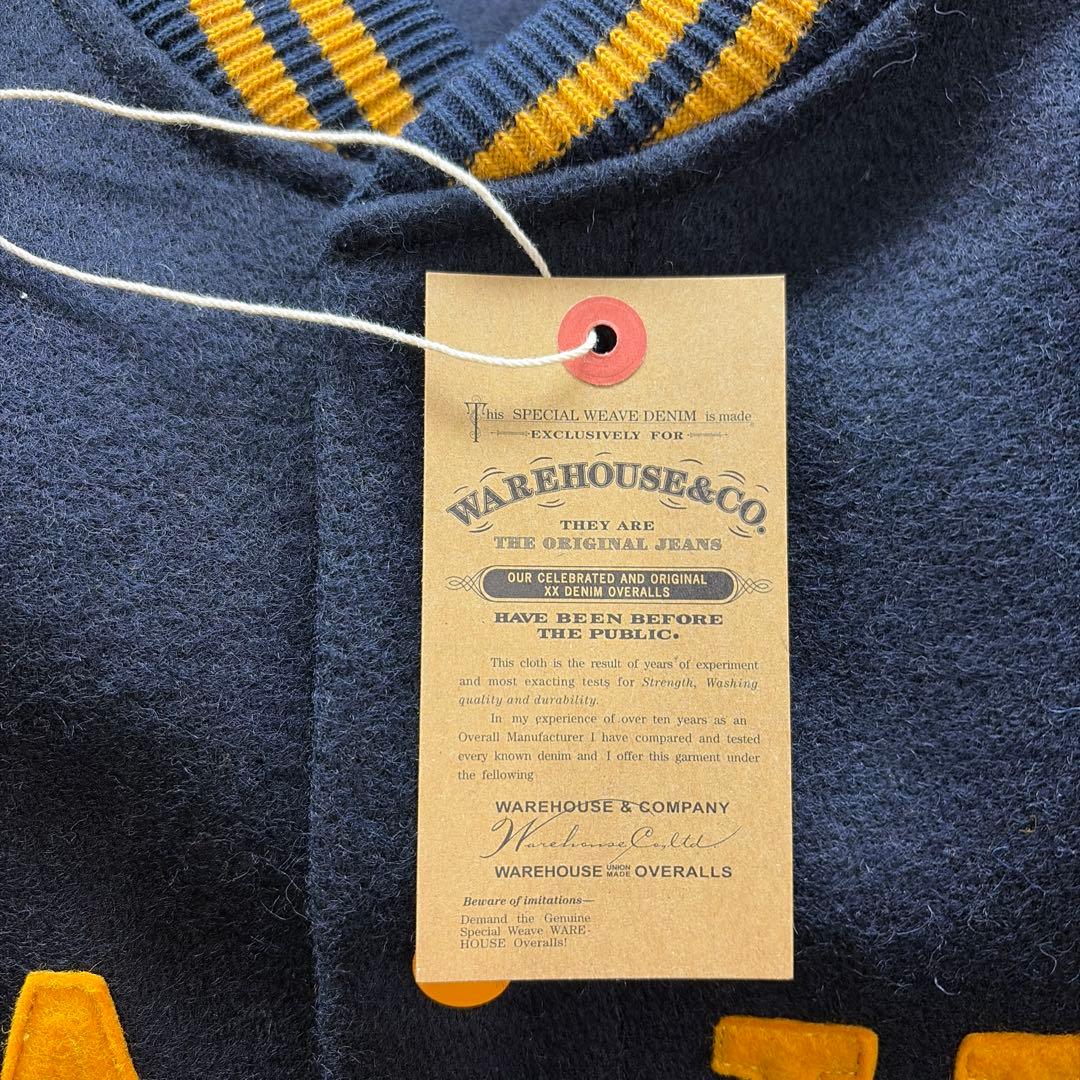 This SPECIAL WEAVE DENIM is made
EXCLUSIVELY FOR
WAREHOUSE&CO.
THEY ARE
THE ORIGINAL JEANS
OUR CELEBRATED AND ORIGINAL
XX DENIM OVERALLS
HAVE BEEN BEFORE
THE PUBLIC.
This cloth is the result of years' of experiment
and most exacting tests for Strength, Washing
quality and durability.
In my experience of over ten years as an
Overall Manufacturer I have compared and tested
every known denim and I offer this garment under
the fellowing
WAREHOUSE & COMPANY
Warehouse Co,ltd
WAREHOUSE UNION MADE OVERALLS
Beware of imitations—
Demand the Genuine
Special Weave WARE-
HOUSE Overalls!